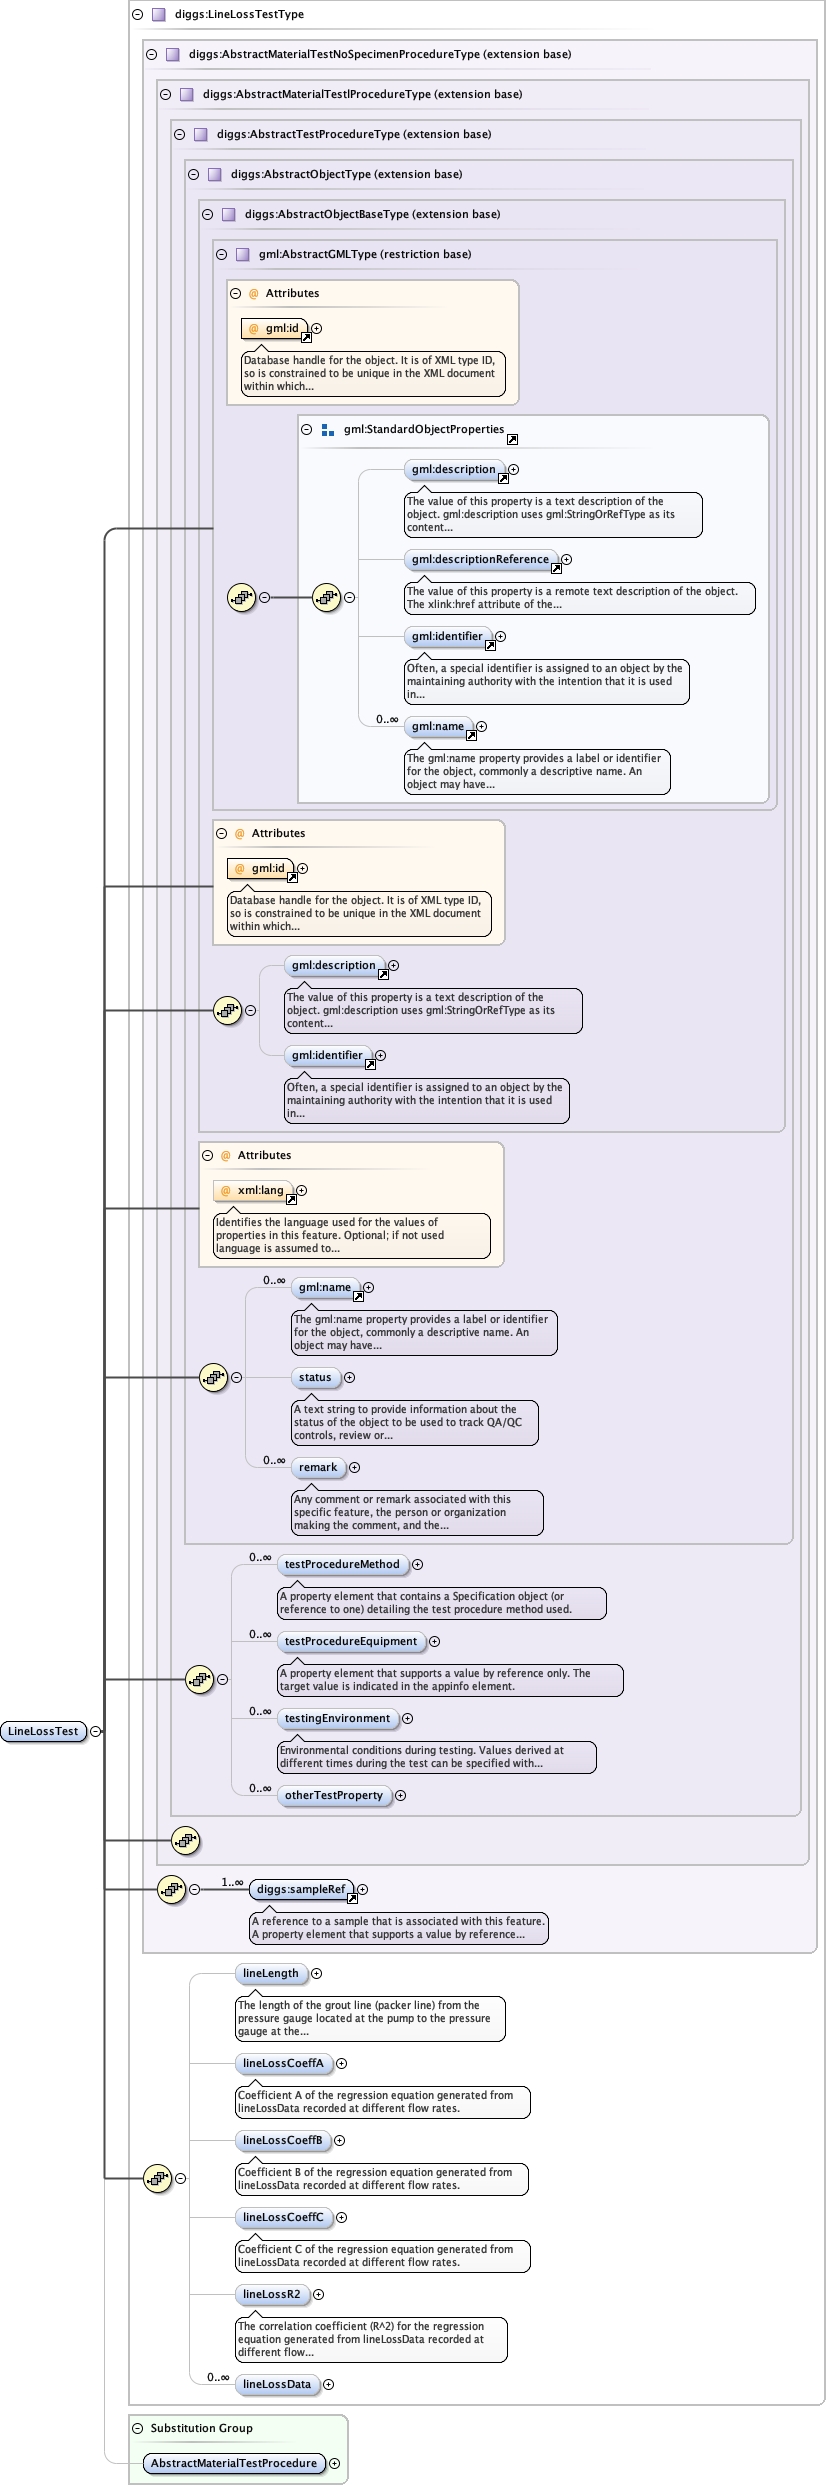 diggs:LineLossTestType
diggs:AbstractMaterialTestNoSpecimenProcedureType (extension base)
diggs:AbstractMaterialTestlProcedureType (extension base)
diggs:AbstractTestProcedureType (extension base)
diggs:AbstractObjectType (extension base)
diggs:AbstractObjectBaseType (extension base)
gml:AbstractGMLType (restriction base)
@ Attributes
@ gml:id
Database handle for the object. It is of XML type ID,
so is constrained to be unique in the XML document
within which...
gml:StandardObjectProperties
gml:description
The value of this property is a text description of the
object. gml:description uses gml:StringOrRefType as its
content...
gml:descriptionReference
The value of this property is a remote text description of the object.
The xlink:href attribute of the...
gml:identifier
Often, a special identifier is assigned to an object by the
maintaining authority with the intention that it is used
in...
0..∞
gml:name
The gml:name property provides a label or identifier
for the object, commonly a descriptive name. An
object may have...
@ Attributes
@ gml:id
Database handle for the object. It is of XML type ID,
so is constrained to be unique in the XML document
within which...
gml:description
The value of this property is a text description of the
object. gml:description uses gml:StringOrRefType as its
content...
gml:identifier
Often, a special identifier is assigned to an object by the
maintaining authority with the intention that it is used
in...
@ Attributes
@ xml:lang
Identifies the language used for the values of
properties in this feature. Optional; if not used
language is assumed to...
0..∞
gml:name
The gml:name property provides a label or identifier
for the object, commonly a descriptive name. An
object may have...
status
A text string to provide information about the
status of the object to be used to track QA/QC
controls, review or...
0..∞
remark
Any comment or remark associated with this
specific feature, the person or organization
making the comment, and the...
0..∞
testProcedureMethod
A property element that contains a Specification object (or
reference to one) detailing the test procedure method used.
0..∞
testProcedureEquipment
A property element that supports a value by reference only. The
target value is indicated in the appinfo element.
0..∞
testingEnvironment
Environmental conditions during testing. Values derived at
different times during the test can be specified with...
0..∞
otherTestProperty
LineLossTest
1..∞
diggs:sampleRef
A reference to a sample that is associated with this feature.
A property element that supports a value by reference...
lineLength
The length of the grout line (packer line) from the
pressure gauge located at the pump to the pressure
gauge at the...
lineLossCoeffA
Coefficient A of the regression equation generated from
lineLossData recorded at different flow rates.
lineLossCoeffB
Coefficient B of the regression equation generated from
lineLossData recorded at different flow rates.
lineLossCoeffC
Coefficient C of the regression equation generated from
lineLossData recorded at different flow rates.
lineLossR2
The correlation coefficient (R^2) for the regression
equation generated from lineLossData recorded at
different flow...
0..∞
lineLossData
Substitution Group
AbstractMaterialTestProcedure